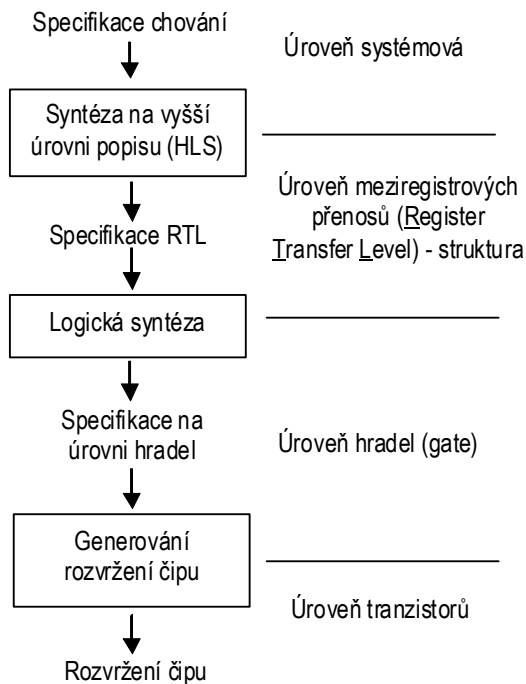 Specifikace chování
Úroveň systémová
Syntéza na vyšší
úrovni popisu (HLS)
Úroveň meziregistrových
přenosů (Register
Transfer Level) - struktura
Specifikace RTL
Logická syntéza
Specifikace na
úrovni hradel
Úroveň hradel (gate)
Generování
rozvržení čipu
Úroveň tranzistorů
Rozvržení čipu